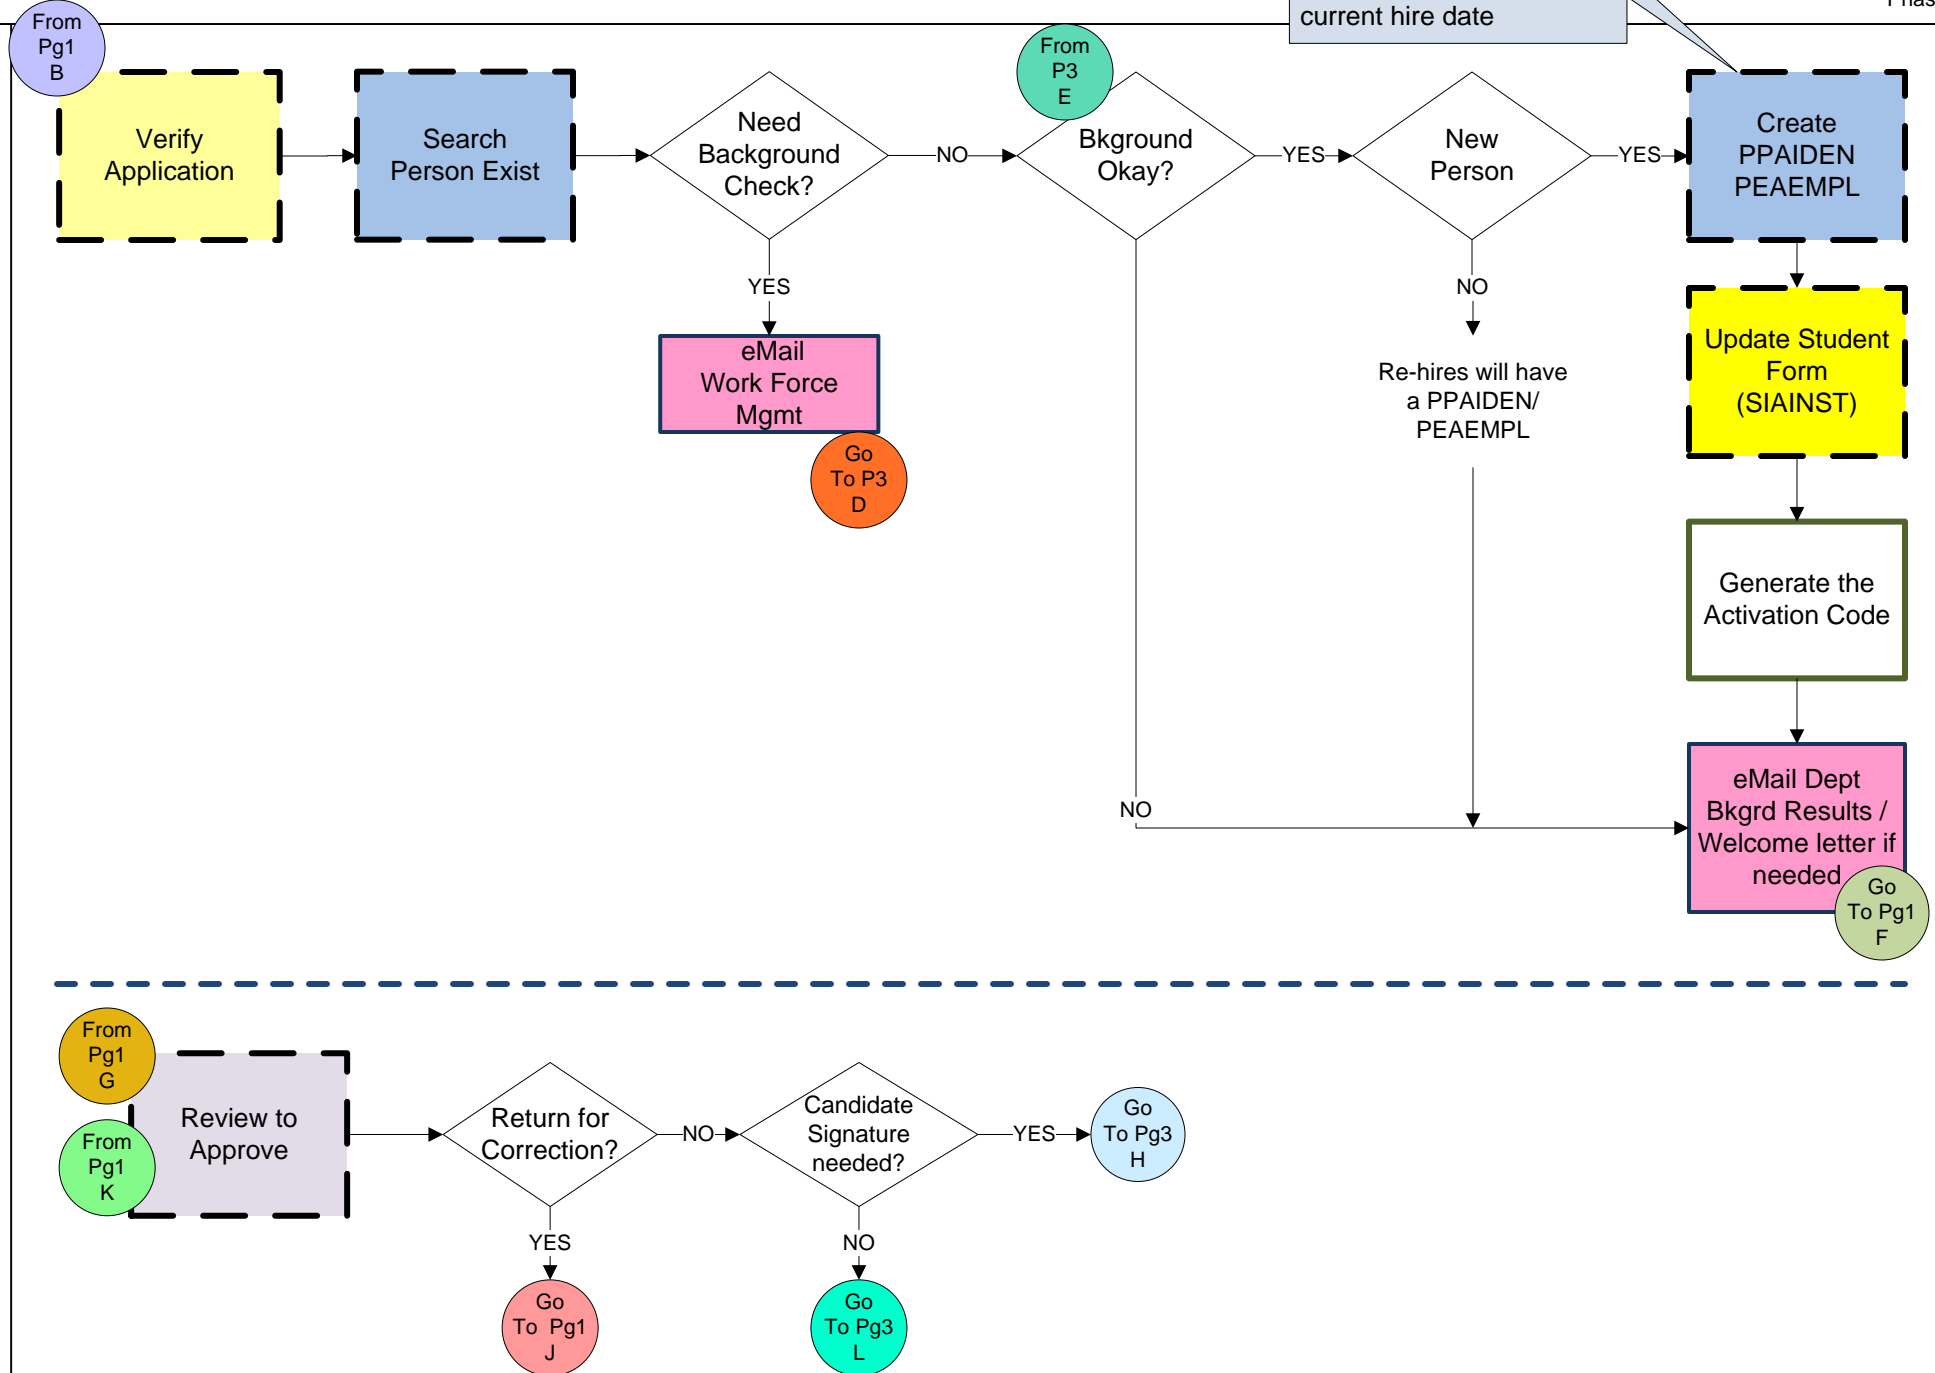 current hire date
From
Pg1
B
From
P3
E
Verify
Application
Search
Person Exist
Need
Background
Check?
NO
Bkground
Okay?
YES
New
Person
YES
Create
PPAIDEN
PEAEMPL
YES
NO
eMail
Work Force
Mgmt
Go
To P3
D
Re-hires will have
a PPAIDEN/
PEAEMPL
Update Student
Form
(SIAINST)
Generate the
Activation Code
NO
eMail Dept
Bkgrd Results /
Welcome letter if
needed
Go
To Pg1
F
From
Pg1
G
From
Pg1
K
Review to
Approve
Return for
Correction?
NO
Candidate
Signature
needed?
YES
Go
To Pg3
H
YES
NO
Go
To Pg1
J
Go
To Pg3
L